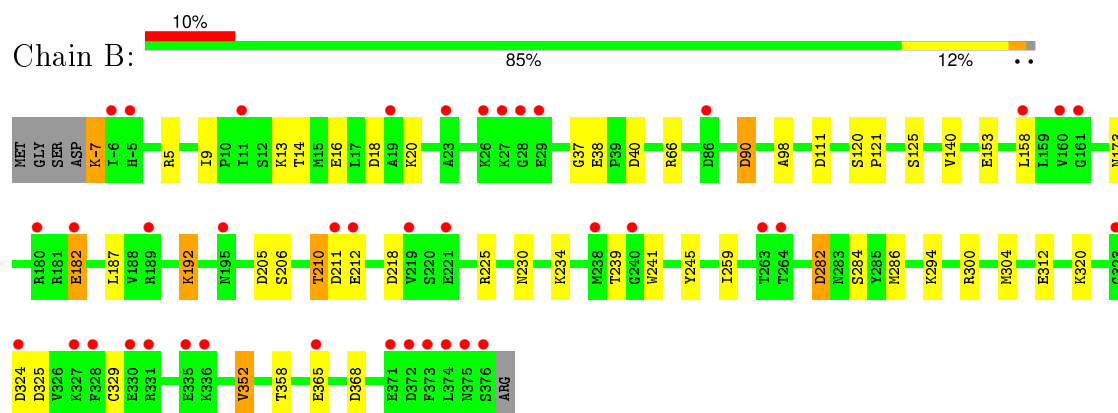 10%
Chain B:
85% 12% ••
MET GLY SER ASP K-7 I-6 H-5 R5 I9 P10 I11 S12 K13 T14 M15 E16 L17 D18 A19 K20 A23 K26 K27 G28 E29 G37 E38 P39 D40 R66 D86 D90 A98 D111 S120 P121 S125 V140 E153 L158 L159 V160 G161
R180 R181 E182 L187 V188 R189 K192 N195 D205 S206 T210 D211 E212 D218 V219 S220 E221 R225 N230 K234 M238 T239 G240 W241 Y245 I259 T263 T264 D282 N283 S284 Y285 M286 K294 R300 M304 E312 K320
D324 D325 V326 K327 F328 C329 E330 R331 E335 K336 V352 T358 E365 D368 E371 D372 F373 L374 N375 S376 ARG